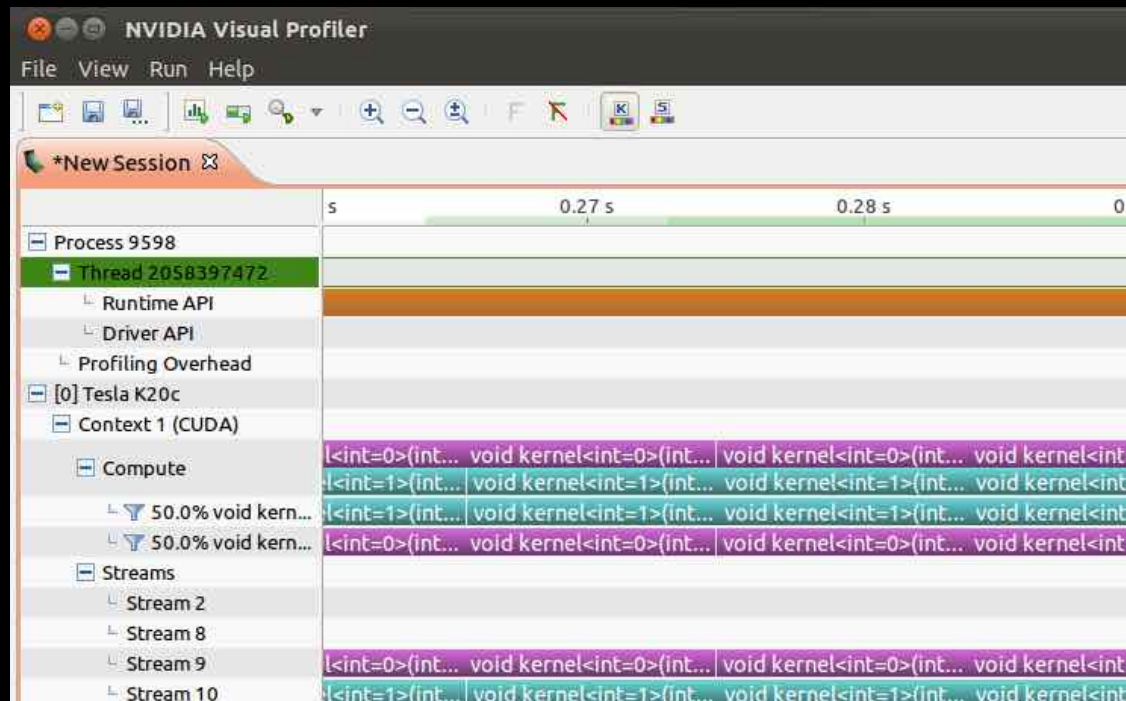 NVIDIA Visual Profiler
File View Run Help
F K S
*New Session
s 0.27 s 0.28 s 0
Process 9598
Thread 2058397472
Runtime API
Driver API
Profiling Overhead
[0] Tesla K20c
Context 1 (CUDA)
l<int=0>(int... void kernel<int=0>(int... void kernel<int=0>(int... void kernel<int
Compute
l<int=1>(int... void kernel<int=1>(int... void kernel<int=1>(int... void kernel<int
50.0% void kern... l<int=1>(int... void kernel<int=1>(int... void kernel<int=1>(int... void kernel<int
50.0% void kern... l<int=0>(int... void kernel<int=0>(int... void kernel<int=0>(int... void kernel<int
Streams
Stream 2
Stream 8
Stream 9 l<int=0>(int... void kernel<int=0>(int... void kernel<int=0>(int... void kernel<int
Stream 10 l<int=1>(int... void kernel<int=1>(int... void kernel<int=1>(int... void kernel<int